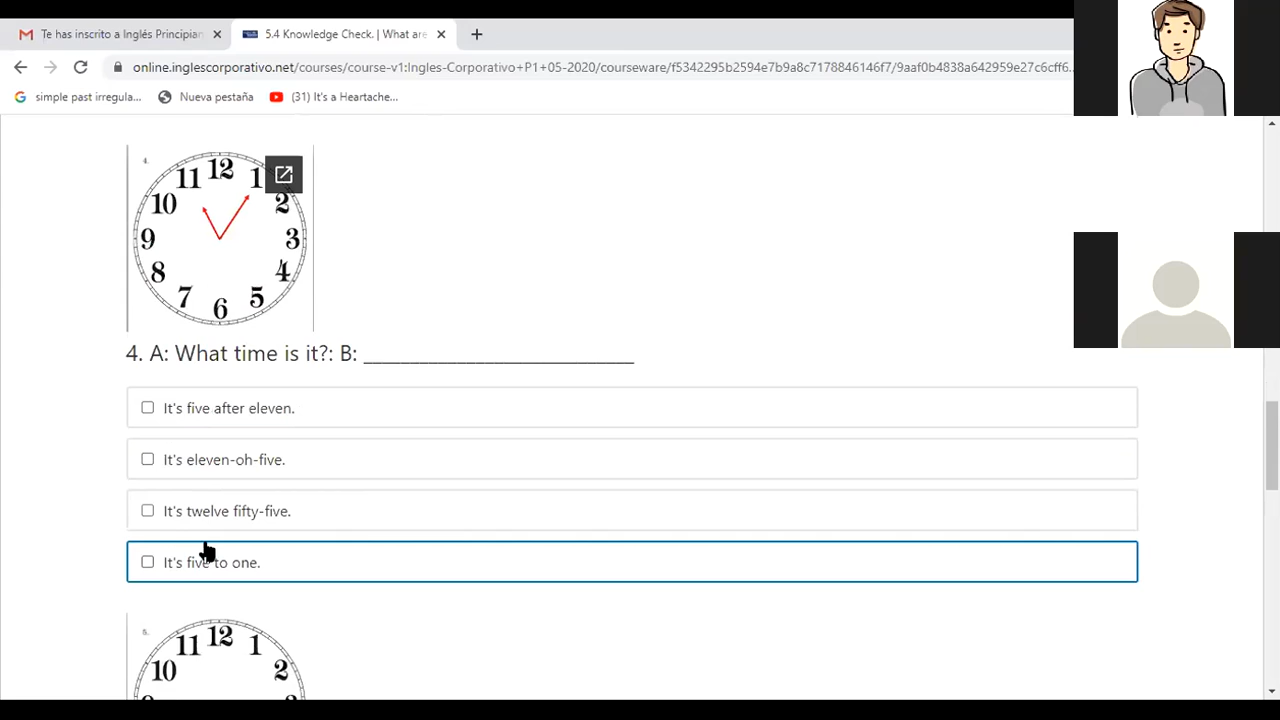 Te has inscrito a Inglés Principian
5.4 Knowledge Check. | What are
online.inglescorporativo.net/courses/course-v1:Ingles-Corporativo+P1+05-2020/courseware/f5342295b2594e7b9a8c7178846146f7/9aaf0b4838a642959e27c6cff6...
simple past irregula...
Nueva pestaña
(31) It's a Heartache...
4.
12
11 1
10 2
9 3
8 4
7 5
6
4. A: What time is it?: B: ______________________________
It's five after eleven.
It's eleven-oh-five.
It's twelve fifty-five.
It's five to one.
5.
12
11 1
10 2